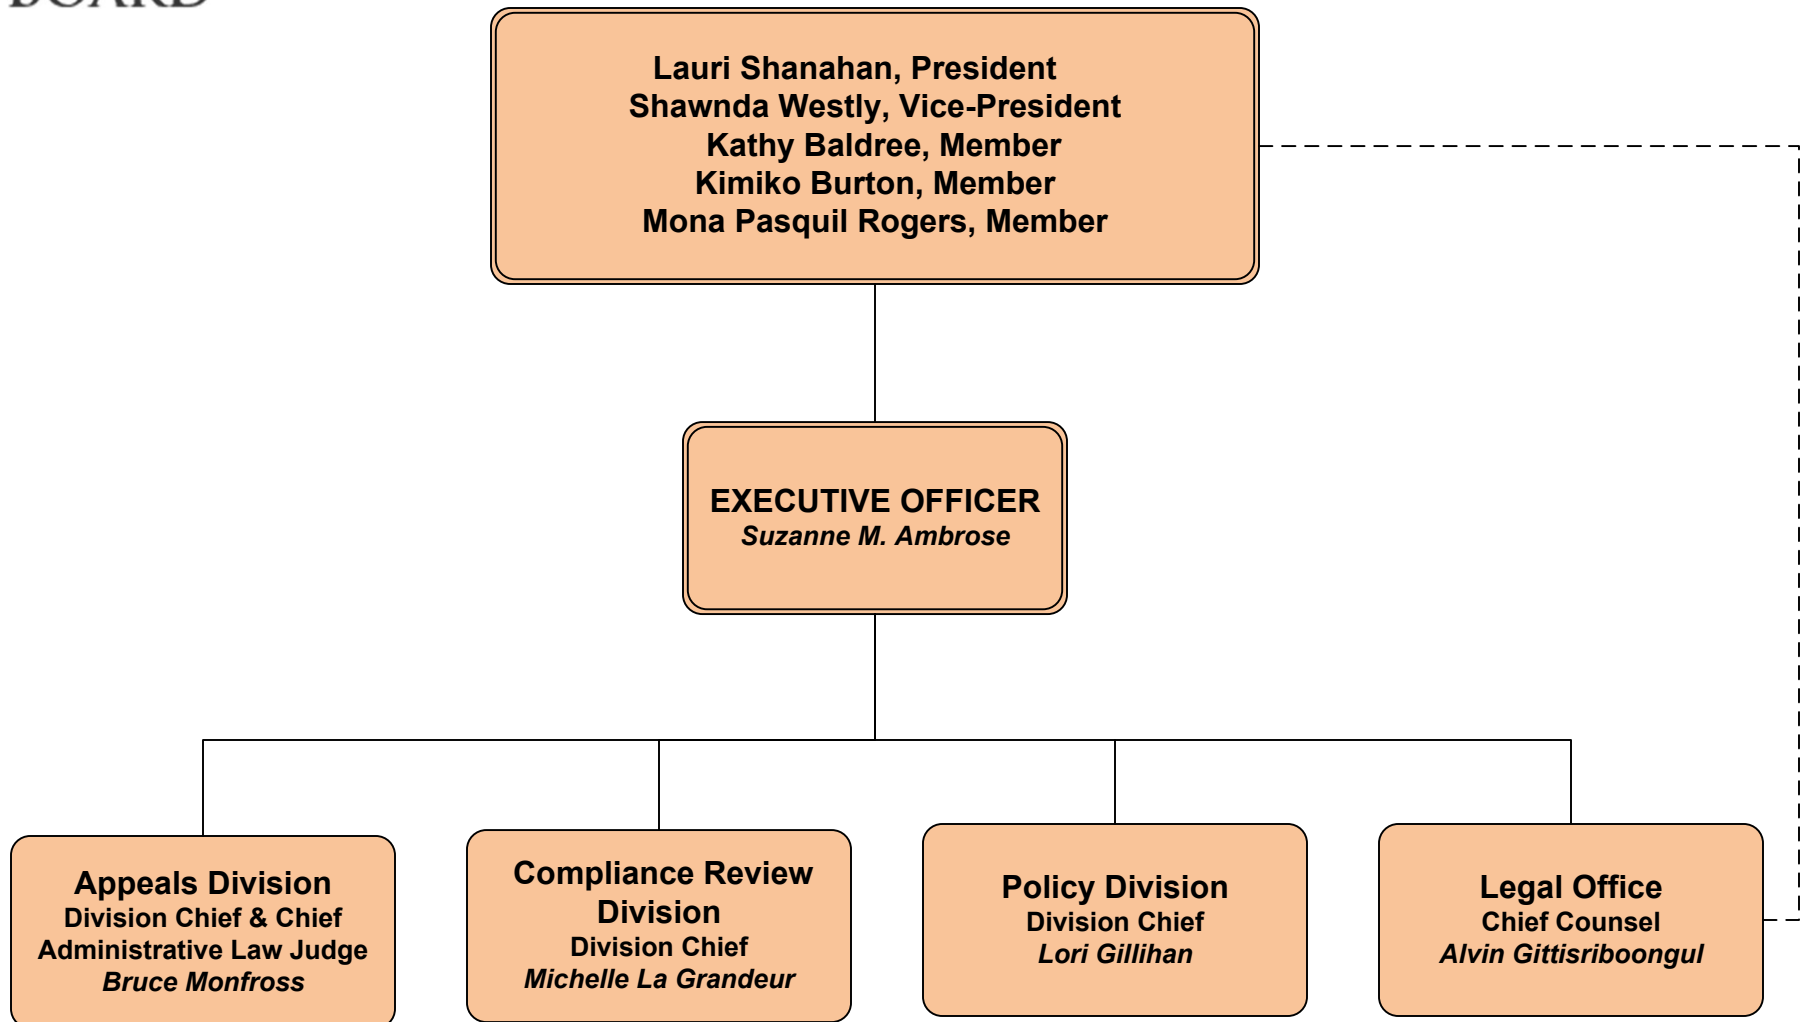 BOARD
Lauri Shanahan, President
Shawnda Westly, Vice-President
Kathy Baldree, Member
Kimiko Burton, Member
Mona Pasquil Rogers, Member
EXECUTIVE OFFICER
Suzanne M. Ambrose
Appeals Division
Division Chief & Chief
Administrative Law Judge
Bruce Monfross
Compliance Review
Division
Division Chief
Michelle La Grandeur
Policy Division
Division Chief
Lori Gillihan
Legal Office
Chief Counsel
Alvin Gittisriboongul